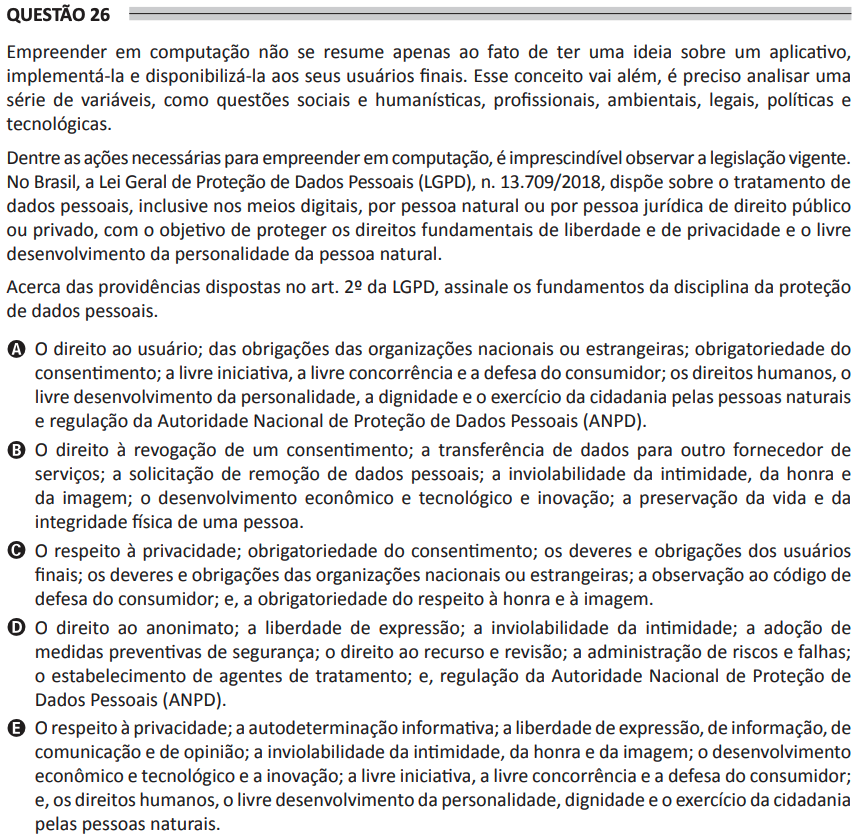 QUESTÃO 26
Empreender em computação não se resume apenas ao fato de ter uma ideia sobre um aplicativo,
implementá-la e disponibilizá-la aos seus usuários finais. Esse conceito vai além, é preciso analisar uma
série de variáveis, como questões sociais e humanísticas, profissionais, ambientais, legais, políticas e
tecnológicas.
Dentre as ações necessárias para empreender em computação, é imprescindível observar a legislação vigente.
No Brasil, a Lei Geral de Proteção de Dados Pessoais (LGPD), n. 13.709/2018, dispõe sobre o tratamento de
dados pessoais, inclusive nos meios digitais, por pessoa natural ou por pessoa jurídica de direito público
ou privado, com o objetivo de proteger os direitos fundamentais de liberdade e de privacidade e o livre
desenvolvimento da personalidade da pessoa natural.
Acerca das providências dispostas no art. 2º da LGPD, assinale os fundamentos da disciplina da proteção
de dados pessoais.
A O direito ao usuário; das obrigações das organizações nacionais ou estrangeiras; obrigatoriedade do
consentimento; a livre iniciativa, a livre concorrência e a defesa do consumidor; os direitos humanos, o
livre desenvolvimento da personalidade, a dignidade e o exercício da cidadania pelas pessoas naturais
e regulação da Autoridade Nacional de Proteção de Dados Pessoais (ANPD).
B O direito à revogação de um consentimento; a transferência de dados para outro fornecedor de
serviços; a solicitação de remoção de dados pessoais; a inviolabilidade da intimidade, da honra e
da imagem; o desenvolvimento econômico e tecnológico e inovação; a preservação da vida e da
integridade física de uma pessoa.
C O respeito à privacidade; obrigatoriedade do consentimento; os deveres e obrigações dos usuários
finais; os deveres e obrigações das organizações nacionais ou estrangeiras; a observação ao código de
defesa do consumidor; e, a obrigatoriedade do respeito à honra e à imagem.
D O direito ao anonimato; a liberdade de expressão; a inviolabilidade da intimidade; a adoção de
medidas preventivas de segurança; o direito ao recurso e revisão; a administração de riscos e falhas;
o estabelecimento de agentes de tratamento; e, regulação da Autoridade Nacional de Proteção de
Dados Pessoais (ANPD).
E O respeito à privacidade; a autodeterminação informativa; a liberdade de expressão, de informação, de
comunicação e de opinião; a inviolabilidade da intimidade, da honra e da imagem; o desenvolvimento
econômico e tecnológico e a inovação; a livre iniciativa, a livre concorrência e a defesa do consumidor;
e, os direitos humanos, o livre desenvolvimento da personalidade, dignidade e o exercício da cidadania
pelas pessoas naturais.